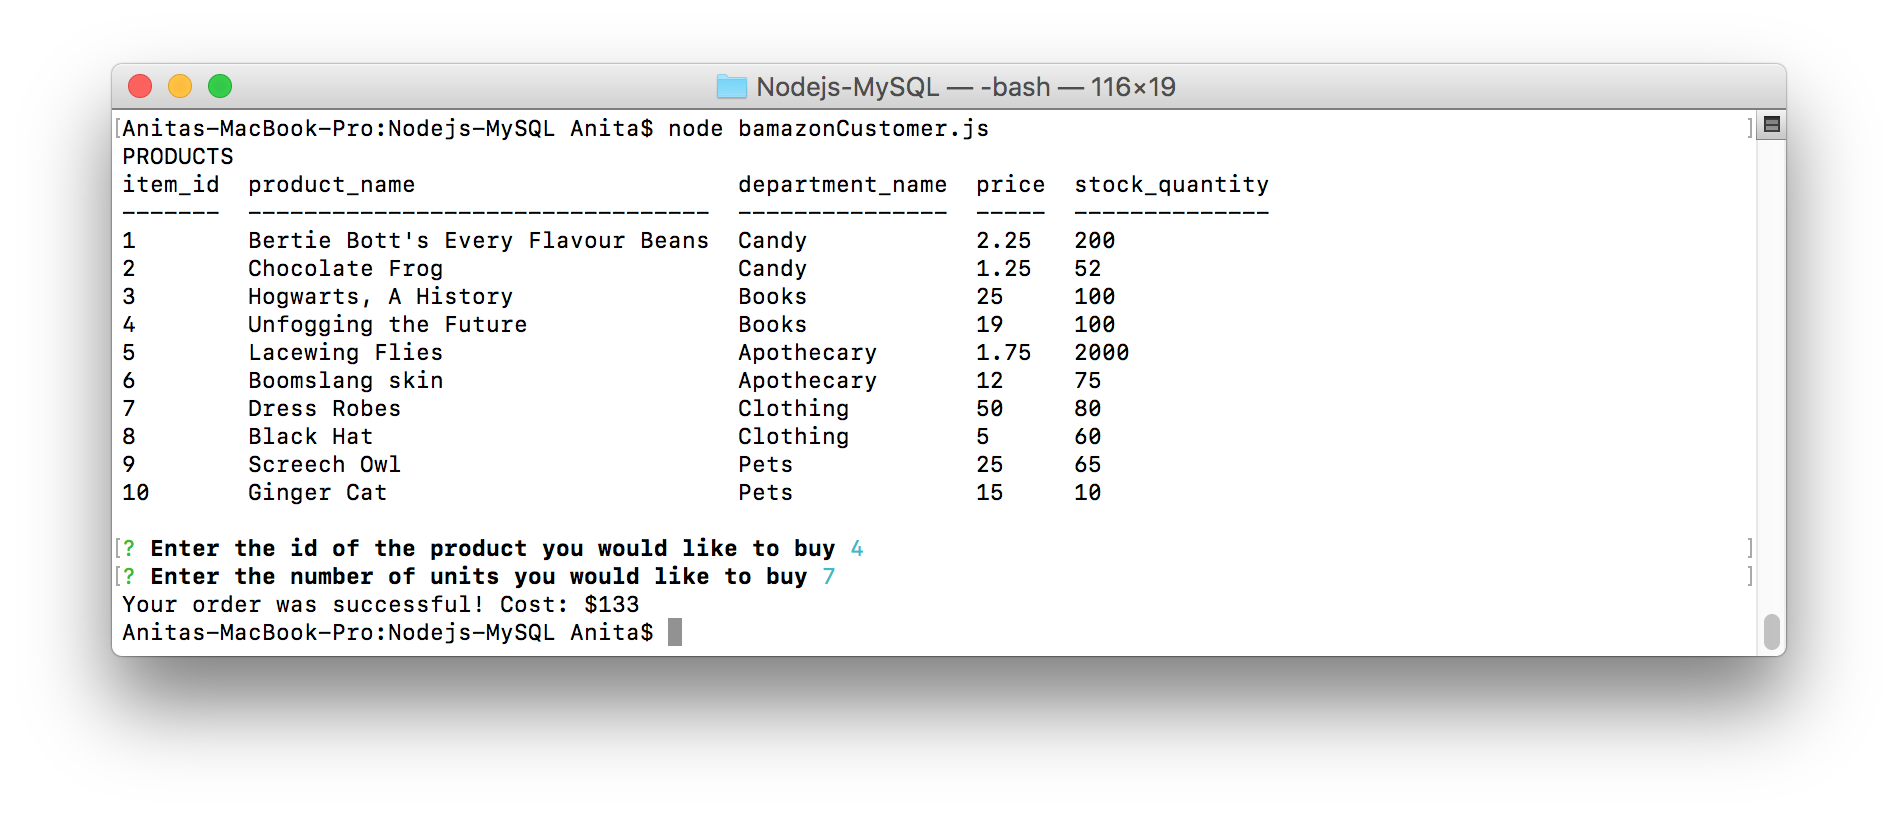 Nodejs-MySQL — -bash — 116×19
[Anitas-MacBook-Pro:Nodejs-MySQL Anita$ node bamazonCustomer.js ]
PRODUCTS
item_id  product_name                       department_name  price  stock_quantity
-------  ---------------------------------  ---------------  -----  --------------
1        Bertie Bott's Every Flavour Beans  Candy            2.25   200
2        Chocolate Frog                     Candy            1.25   52
3        Hogwarts, A History                Books            25     100
4        Unfogging the Future               Books            19     100
5        Lacewing Flies                     Apothecary       1.75   2000
6        Boomslang skin                     Apothecary       12     75
7        Dress Robes                        Clothing         50     80
8        Black Hat                          Clothing         5      60
9        Screech Owl                        Pets             25     65
10       Ginger Cat                         Pets             15     10
[? Enter the id of the product you would like to buy 4 ]
[? Enter the number of units you would like to buy 7 ]
Your order was successful! Cost: $133
Anitas-MacBook-Pro:Nodejs-MySQL Anita$